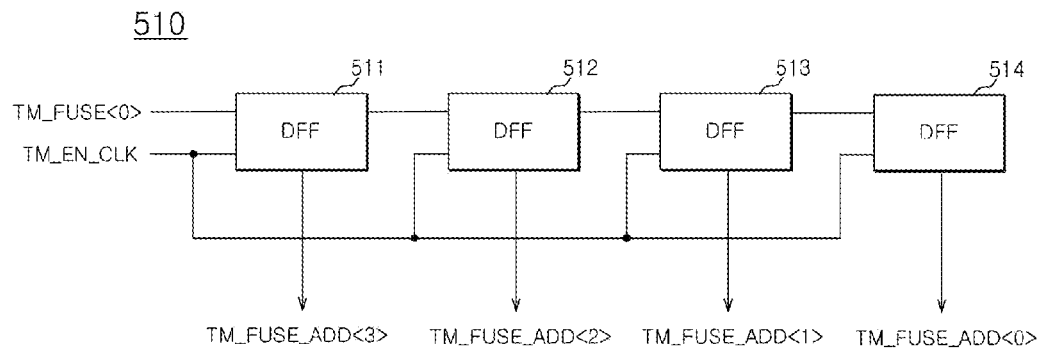 510
511
512
513
514
TM_FUSE<0>
DFF
DFF
DFF
DFF
TM_EN_CLK
TM_FUSE_ADD<3>
TM_FUSE_ADD<2>
TM_FUSE_ADD<1>
TM_FUSE_ADD<0>